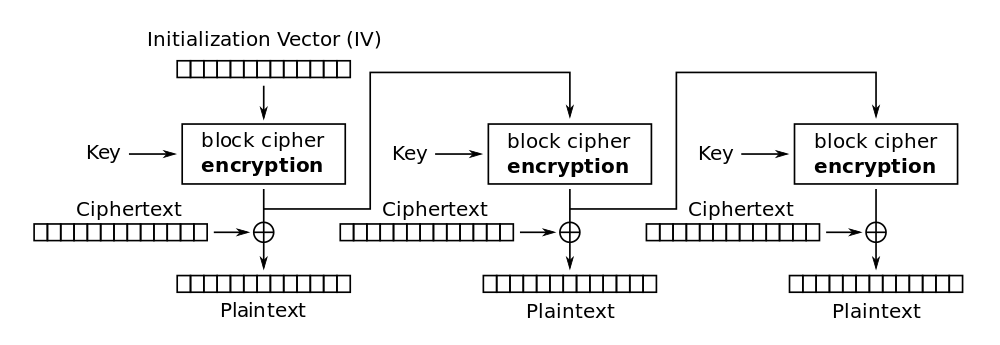 Initialization Vector (IV)
Key
block cipher
encryption
Key
block cipher
encryption
Key
block cipher
encryption
Ciphertext
Ciphertext
Ciphertext
Plaintext
Plaintext
Plaintext